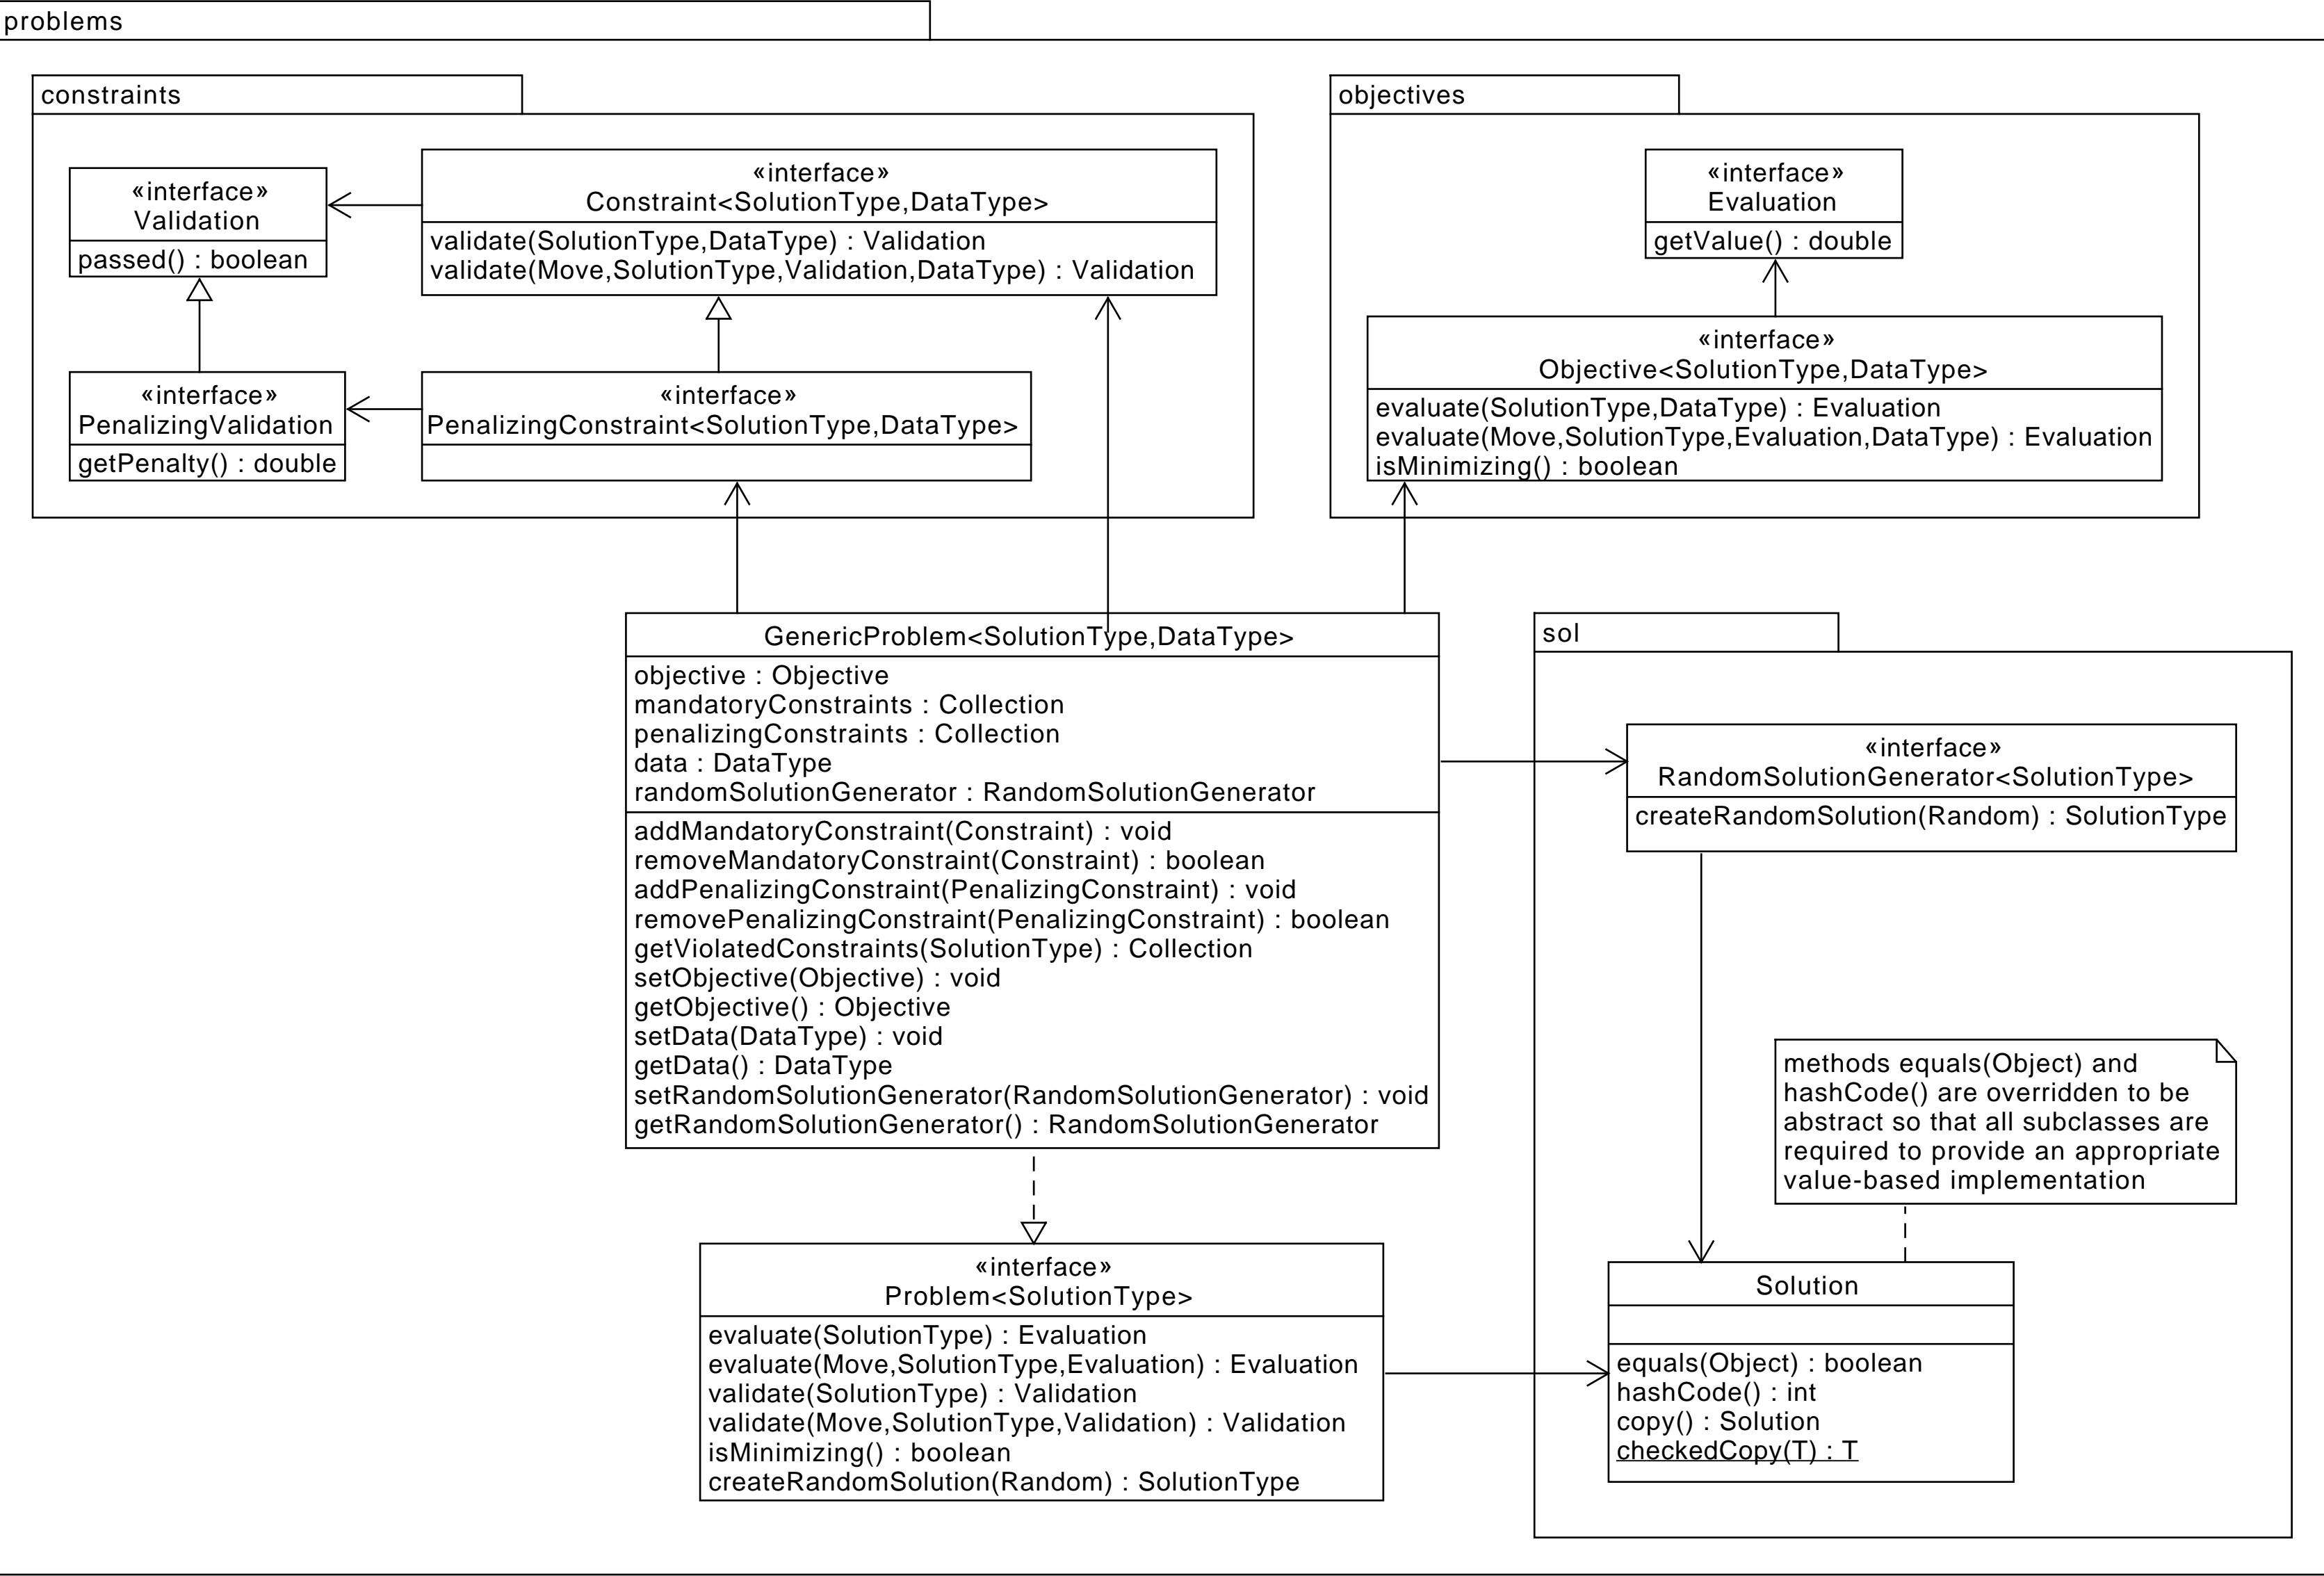 problems
constraints
«interface»
Validation
passed() : boolean
«interface»
Constraint<SolutionType,DataType>
validate(SolutionType,DataType) : Validation
validate(Move,SolutionType,Validation,DataType) : Validation
«interface»
PenalizingValidation
getPenalty() : double
«interface»
PenalizingConstraint<SolutionType,DataType>
objectives
«interface»
Evaluation
getValue() : double
«interface»
Objective<SolutionType,DataType>
evaluate(SolutionType,DataType) : Evaluation
evaluate(Move,SolutionType,Evaluation,DataType) : Evaluation
isMinimizing() : boolean
GenericProblem<SolutionType,DataType>
objective : Objective
mandatoryConstraints : Collection
penalizingConstraints : Collection
data : DataType
randomSolutionGenerator : RandomSolutionGenerator
addMandatoryConstraint(Constraint) : void
removeMandatoryConstraint(Constraint) : boolean
addPenalizingConstraint(PenalizingConstraint) : void
removePenalizingConstraint(PenalizingConstraint) : boolean
getViolatedConstraints(SolutionType) : Collection
setObjective(Objective) : void
getObjective() : Objective
setData(DataType) : void
getData() : DataType
setRandomSolutionGenerator(RandomSolutionGenerator) : void
getRandomSolutionGenerator() : RandomSolutionGenerator
«interface»
Problem<SolutionType>
evaluate(SolutionType) : Evaluation
evaluate(Move,SolutionType,Evaluation) : Evaluation
validate(SolutionType) : Validation
validate(Move,SolutionType,Validation) : Validation
isMinimizing() : boolean
createRandomSolution(Random) : SolutionType
sol
«interface»
RandomSolutionGenerator<SolutionType>
createRandomSolution(Random) : SolutionType
methods equals(Object) and
hashCode() are overridden to be
abstract so that all subclasses are
required to provide an appropriate
value-based implementation
Solution
equals(Object) : boolean
hashCode() : int
copy() : Solution
checkedCopy(T) : T